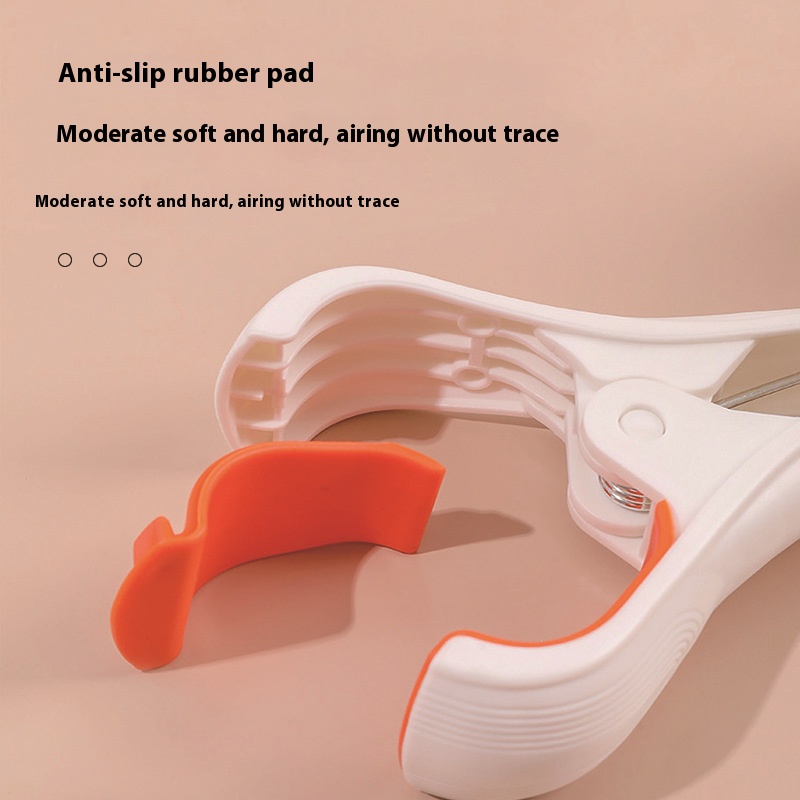 Anti-slip rubber pad
Moderate soft and hard, airing without trace
Moderate soft and hard, airing without trace